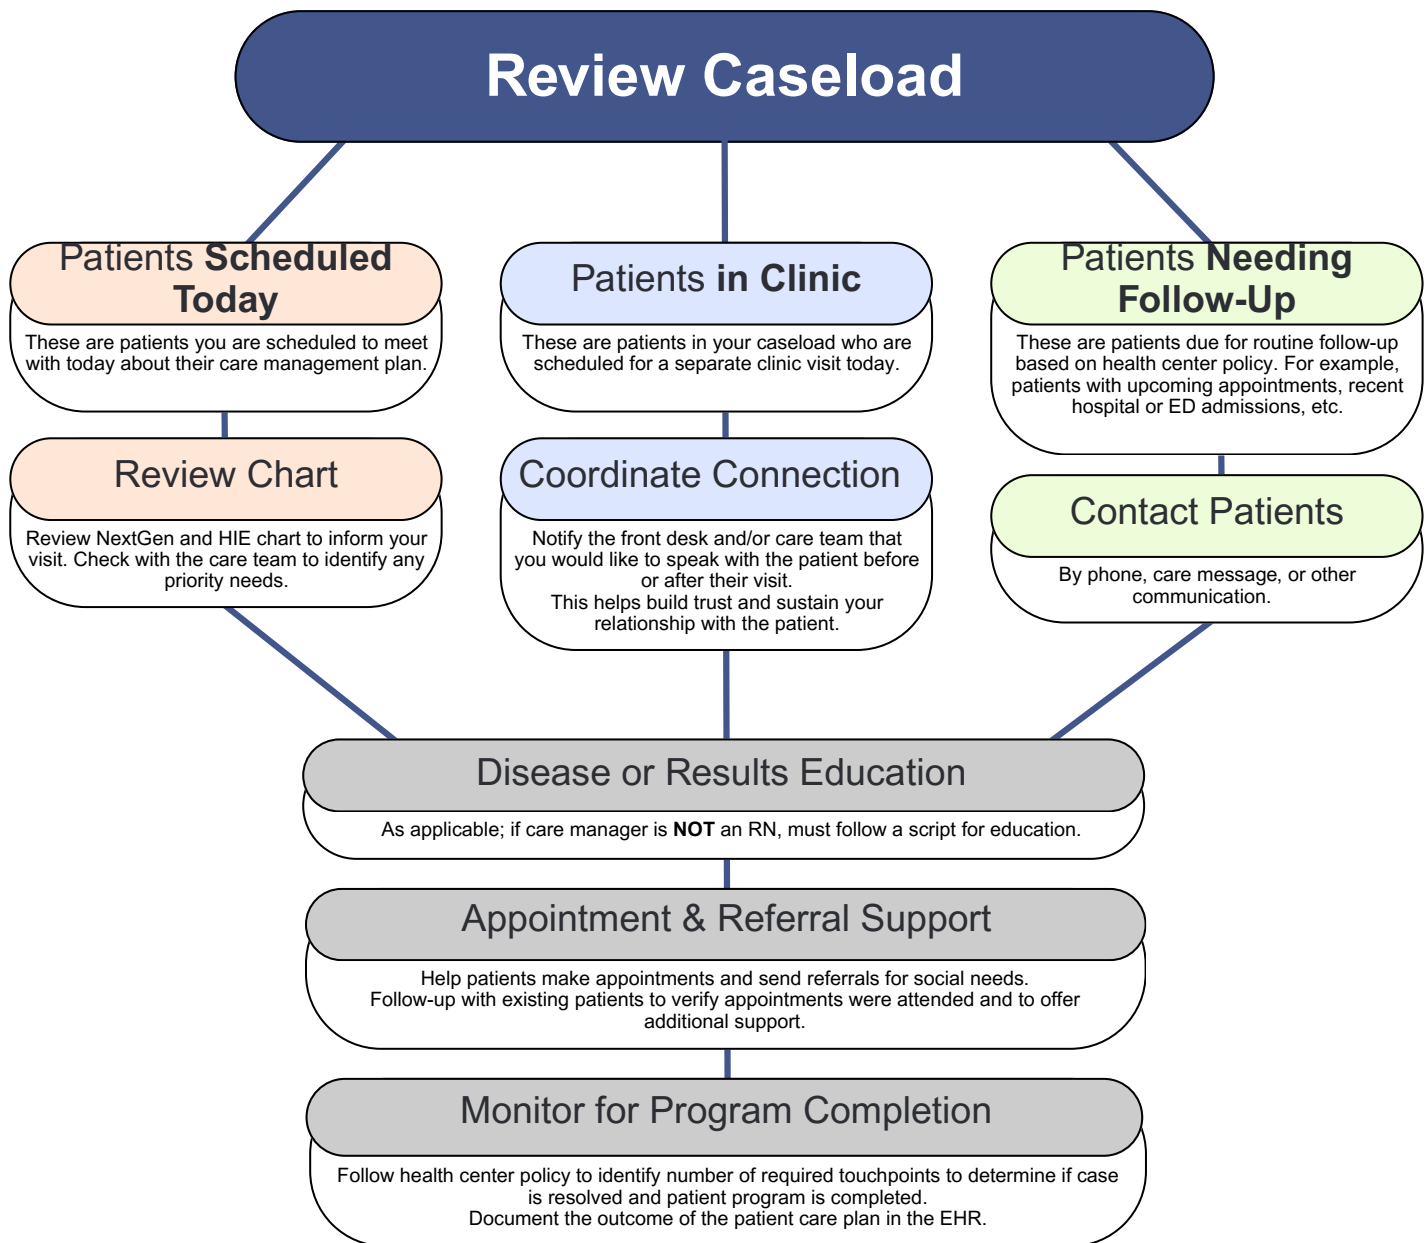 Review Caseload
Patients Scheduled
Today
These are patients you are scheduled to meet
with today about their care management plan.
Patients in Clinic
These are patients in your caseload who are
scheduled for a separate clinic visit today.
Patients Needing
Follow-Up
These are patients due for routine follow-up
based on health center policy. For example,
patients with upcoming appointments, recent
hospital or ED admissions, etc.
Review Chart
Review NextGen and HIE chart to inform your
visit. Check with the care team to identify any
priority needs.
Coordinate Connection
Notify the front desk and/or care team that
you would like to speak with the patient before
or after their visit.
This helps build trust and sustain your
relationship with the patient.
Contact Patients
By phone, care message, or other
communication.
Disease or Results Education
As applicable; if care manager is NOT an RN, must follow a script for education.
Appointment & Referral Support
Help patients make appointments and send referrals for social needs.
Follow-up with existing patients to verify appointments were attended and to offer
additional support.
Monitor for Program Completion
Follow health center policy to identify number of required touchpoints to determine if case
is resolved and patient program is completed.
Document the outcome of the patient care plan in the EHR.